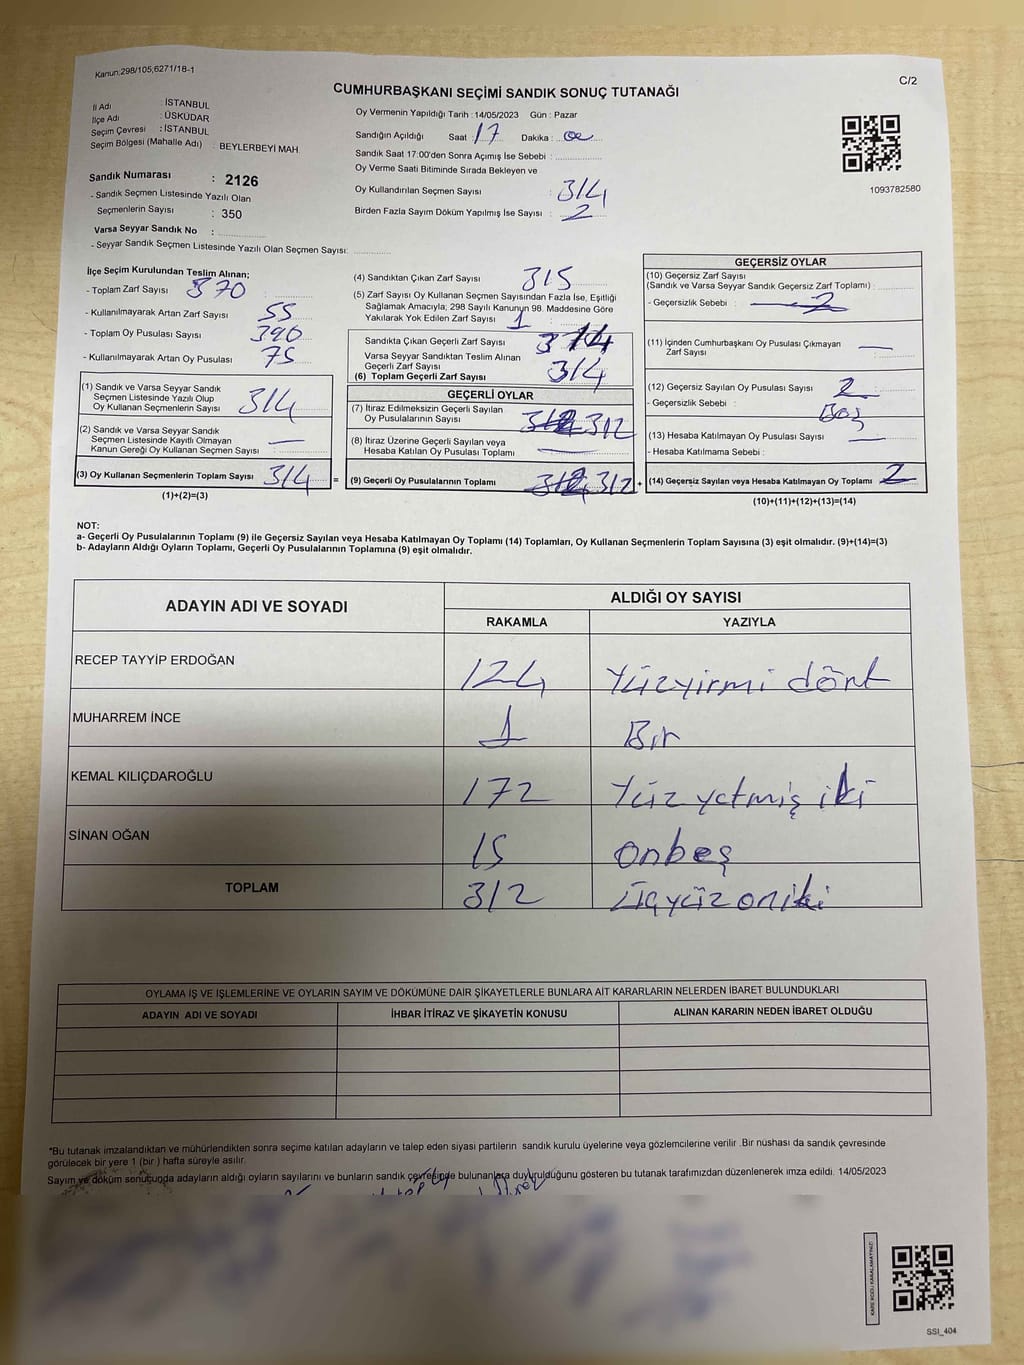 Kanun;298/105;6271/18-1
C/2
CUMHURBAŞKANI SEÇİMİ SANDIK SONUÇ TUTANAĞI
İl Adı : İSTANBUL
İlçe Adı : ÜSKÜDAR
Seçim Çevresi : İSTANBUL
Seçim Bölgesi (Mahalle Adı) : BEYLERBEYİ MAH.
Sandık Numarası : 2126
- Sandık Seçmen Listesinde Yazılı Olan
Seçmenlerin Sayısı : 350
Varsa Seyyar Sandık No :
- Seyyar Sandık Seçmen Listesinde Yazılı Olan Seçmen Sayısı:
Oy Vermenin Yapıldığı Tarih : 14/05/2023 Gün : Pazar
Sandığın Açıldığı Saat : 17 Dakika : 00
Sandık Saat 17:00'den Sonra Açımış İse Sebebi :
Oy Verme Saati Bitiminde Sırada Bekleyen ve
Oy Kullandırılan Seçmen Sayısı : 314
Birden Fazla Sayım Döküm Yapılmış İse Sayısı : 2
1093782580
İlçe Seçim Kurulundan Teslim Alınan;
- Toplam Zarf Sayısı : 370
- Kullanılmayarak Artan Zarf Sayısı : 55
- Toplam Oy Pusulası Sayısı : 390
- Kullanılmayarak Artan Oy Pusulası : 75
(1) Sandık ve Varsa Seyyar Sandık
Seçmen Listesinde Yazılı Olup
Oy Kullanan Seçmenlerin Sayısı : 314
(2) Sandık ve Varsa Seyyar Sandık
Seçmen Listesinde Kayıtlı Olmayan
Kanun Gereği Oy Kullanan Seçmen Sayısı : —
(3) Oy Kullanan Seçmenlerin Toplam Sayısı : 314
(1)+(2)=(3)
(4) Sandıktan Çıkan Zarf Sayısı : 315
(5) Zarf Sayısı Oy Kullanan Seçmen Sayısından Fazla İse, Eşitliği
Sağlamak Amacıyla; 298 Sayılı Kanunun 98. Maddesine Göre
Yakılarak Yok Edilen Zarf Sayısı : 1
Sandıkta Çıkan Geçerli Zarf Sayısı : 314
Varsa Seyyar Sandıktan Teslim Alınan
Geçerli Zarf Sayısı
(6) Toplam Geçerli Zarf Sayısı 314
GEÇERLİ OYLAR
(7) İtiraz Edilmeksizin Geçerli Sayılan
Oy Pusulalarının Sayısı : 312
(8) İtiraz Üzerine Geçerli Sayılan veya
Hesaba Katılan Oy Pusulası Toplamı —
= (9) Geçerli Oy Pusulalarının Toplamı 312 +
GEÇERSİZ OYLAR
(10) Geçersiz Zarf Sayısı
(Sandık ve Varsa Seyyar Sandık Geçersiz Zarf Toplamı) :
- Geçersizlik Sebebi :
(11) İçinden Cumhurbaşkanı Oy Pusulası Çıkmayan
Zarf Sayısı : —
(12) Geçersiz Sayılan Oy Pusulası Sayısı : 2
- Geçersizlik Sebebi : Boş
(13) Hesaba Katılmayan Oy Pusulası Sayısı : —
- Hesaba Katılmama Sebebi :
(14) Geçersiz Sayılan veya Hesaba Katılmayan Oy Toplamı 2
(10)+(11)+(12)+(13)=(14)
NOT:
a- Geçerli Oy Pusulalarının Toplamı (9) ile Geçersiz Sayılan veya Hesaba Katılmayan Oy Toplamı (14) Toplamları, Oy Kullanan Seçmenlerin Toplam Sayısına (3) eşit olmalıdır. (9)+(14)=(3)
b- Adayların Aldığı Oyların Toplamı, Geçerli Oy Pusulalarının Toplamına (9) eşit olmalıdır.
ADAYIN ADI VE SOYADI ALDIĞI OY SAYISI
RAKAMLA YAZIYLA
RECEP TAYYİP ERDOĞAN 124 Yüzyirmi dört
MUHARREM İNCE 1 Bir
KEMAL KILIÇDAROĞLU 172 Yüz yetmiş iki
SİNAN OĞAN 15 onbeş
TOPLAM 312 Üçyüz oniki
OYLAMA İŞ VE İŞLEMLERİNE VE OYLARIN SAYIM VE DÖKÜMÜNE DAİR ŞİKAYETLERLE BUNLARA AİT KARARLARIN NELERDEN İBARET BULUNDUKLARI
ADAYIN ADI VE SOYADI İHBAR İTİRAZ VE ŞİKAYETİN KONUSU ALINAN KARARIN NEDEN İBARET OLDUĞU
*Bu tutanak imzalandıktan ve mühürlendikten sonra seçime katılan adayların ve talep eden siyasi partilerin sandık kurulu üyelerine veya gözlemcilerine verilir .Bir nüshası da sandık çevresinde
görülecek bir yere 1 (bir ) hafta süreyle asılır.
Sayım ve döküm sonucunda adayların aldığı oyların sayılarını ve bunların sandık çevresinde bulunanlara duyurulduğunu gösteren bu tutanak tarafımızdan düzenlenerek imza edildi. 14/05/2023
KARE KODU KARALAMAYINIZ!
SSI_404